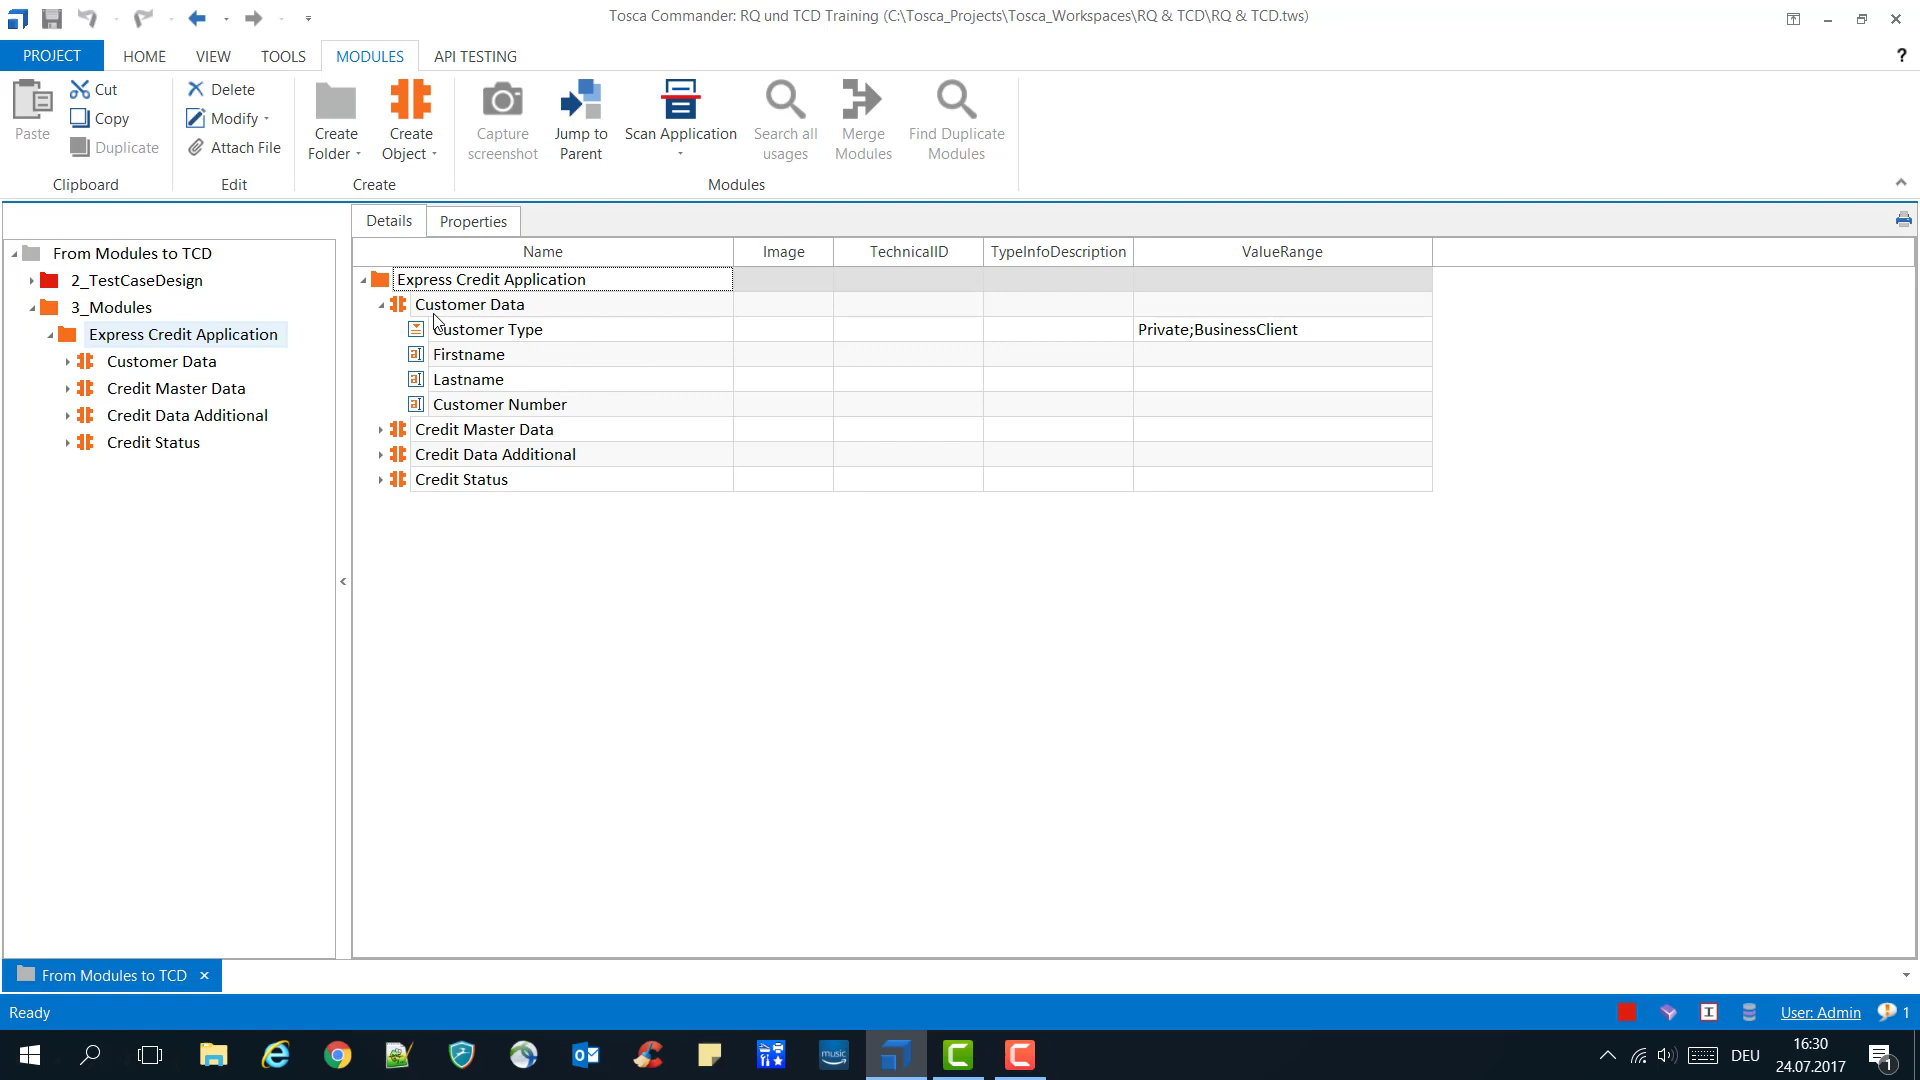 Tosca Commander: RQ und TCD Training (C:\Tosca_Projects\Tosca_Workspaces\RQ & TCD\RQ & TCD.tws)
PROJECT HOME VIEW TOOLS MODULES API TESTING ?
Paste
Cut
Copy
Duplicate
Clipboard
Delete
Modify
Attach File
Edit
Create
Folder
Create
Object
Create
Capture
screenshot
Jump to
Parent
Scan Application
Search all
usages
Merge
Modules
Find Duplicate
Modules
Modules
From Modules to TCD
2_TestCaseDesign
3_Modules
Express Credit Application
Customer Data
Credit Master Data
Credit Data Additional
Credit Status
Details Properties
Name Image TechnicalID TypeInfoDescription ValueRange
Express Credit Application
Customer Data
Customer Type Private;BusinessClient
Firstname
Lastname
Customer Number
Credit Master Data
Credit Data Additional
Credit Status
From Modules to TCD
Ready User: Admin 1
music
DEU
16:30
24.07.2017
1